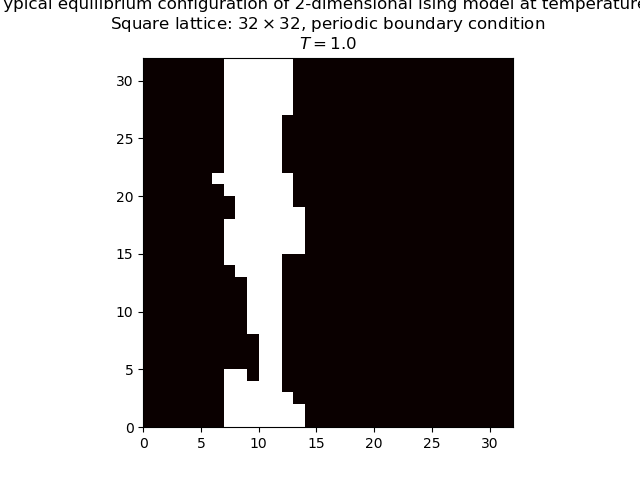 ypical equilibrium configuration of 2-dimensional Ising model at temperature
Square lattice: 32 × 32, periodic boundary condition
T = 1.0
30
25
20
15
10
5
0
0 5 10 15 20 25 30